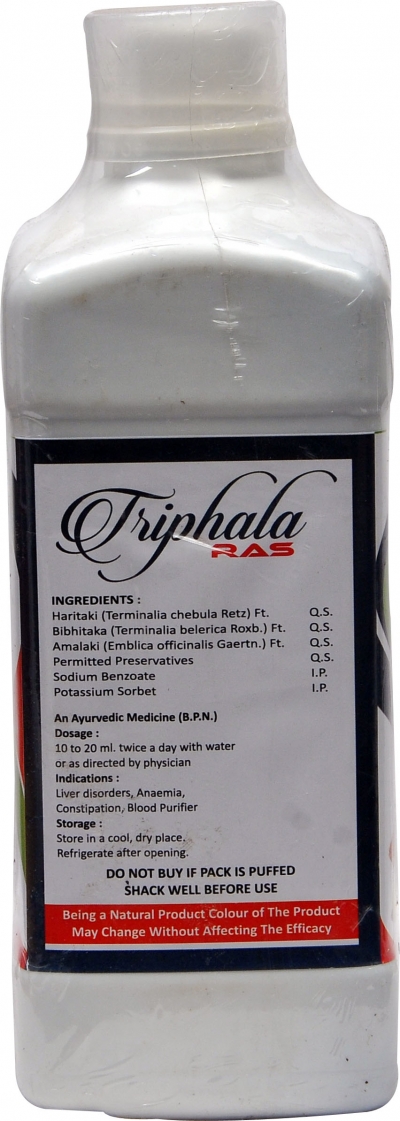 Triphala
RAS
INGREDIENTS :
Haritaki (Terminalia chebula Retz) Ft. Q.S.
Bibhitaka (Terminalia belerica Roxb.) Ft. Q.S.
Amalaki (Emblica officinalis Gaertn.) Ft. Q.S.
Permitted Preservatives Q.S.
Sodium Benzoate I.P.
Potassium Sorbet I.P.
An Ayurvedic Medicine (B.P.N.)
Dosage :
10 to 20 ml. twice a day with water
or as directed by physician
Indications :
Liver disorders, Anaemia,
Constipation, Blood Purifier
Storage :
Store in a cool, dry place.
Refrigerate after opening.
DO NOT BUY IF PACK IS PUFFED
SHACK WELL BEFORE USE
Being a Natural Product Colour of The Product
May Change Without Affecting The Efficacy